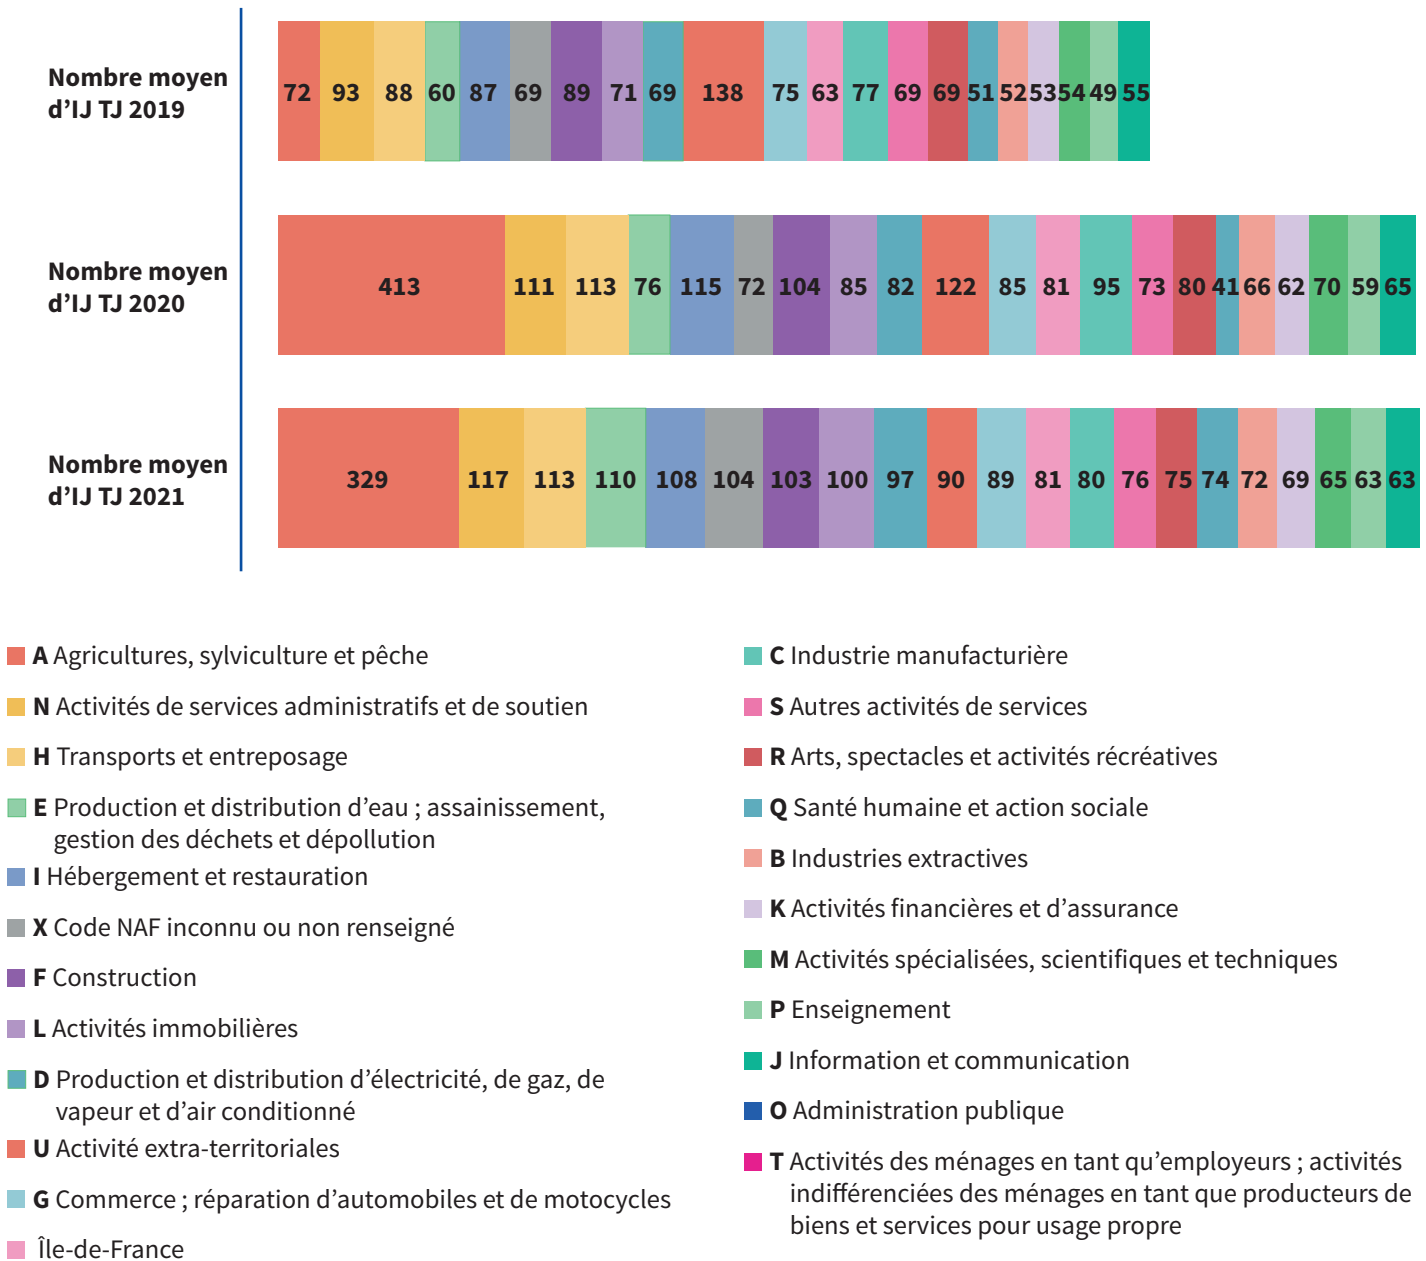 Nombre moyen
d’IJ TJ 2019
72 93 88 60 87 69 89 71 69 138 75 63 77 69 69 51 52 53 54 49 55
Nombre moyen
d’IJ TJ 2020
413 111 113 76 115 72 104 85 82 122 85 81 95 73 80 41 66 62 70 59 65
Nombre moyen
d’IJ TJ 2021
329 117 113 110 108 104 103 100 97 90 89 81 80 76 75 74 72 69 65 63 63
A Agricultures, sylviculture et pêche
N Activités de services administratifs et de soutien
H Transports et entreposage
E Production et distribution d’eau ; assainissement,
gestion des déchets et dépollution
I Hébergement et restauration
X Code NAF inconnu ou non renseigné
F Construction
L Activités immobilières
D Production et distribution d’électricité, de gaz, de
vapeur et d’air conditionné
U Activité extra-territoriales
G Commerce ; réparation d’automobiles et de motocycles
Île-de-France
C Industrie manufacturière
S Autres activités de services
R Arts, spectacles et activités récréatives
Q Santé humaine et action sociale
B Industries extractives
K Activités financières et d’assurance
M Activités spécialisées, scientifiques et techniques
P Enseignement
J Information et communication
O Administration publique
T Activités des ménages en tant qu’employeurs ; activités
indifférenciées des ménages en tant que producteurs de
biens et services pour usage propre